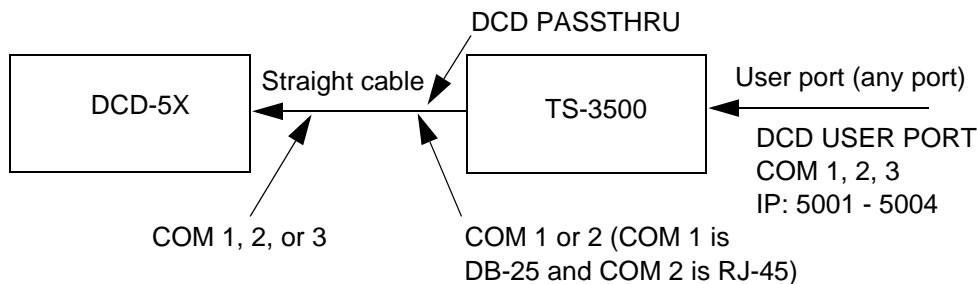 DCD PASSTHRU
Straight cable
User port (any port)
DCD-5X
TS-3500
DCD USER PORT
COM 1, 2, 3
IP: 5001 - 5004
COM 1, 2, or 3
COM 1 or 2 (COM 1 is
DB-25 and COM 2 is RJ-45)